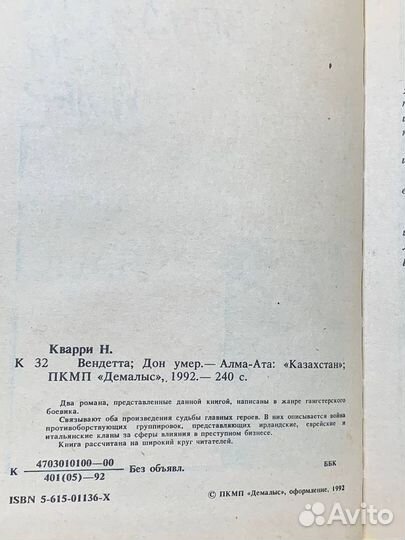 Кварри Н.
К 32 Вендетта; Дон умер.— Алма-Ата: «Казахстан»;
ПКМП «Демалыс», 1992.— 240 с.
Два романа, представленные данной книгой, написаны в жанре гангстерского
боевика.
Связывают оба произведения судьбы главных героев. В них описывается война
противоборствующих группировок, представляющих ирландские, еврейские и
итальянские кланы за сферы влияния в преступном бизнесе.
Книга рассчитана на широкий круг читателей.
К 4703010100—00
401(05)—92 Без объявл.
ББК
ISBN 5-615-01136-X
© ПКМП «Демалыс», оформление, 1992
Avito